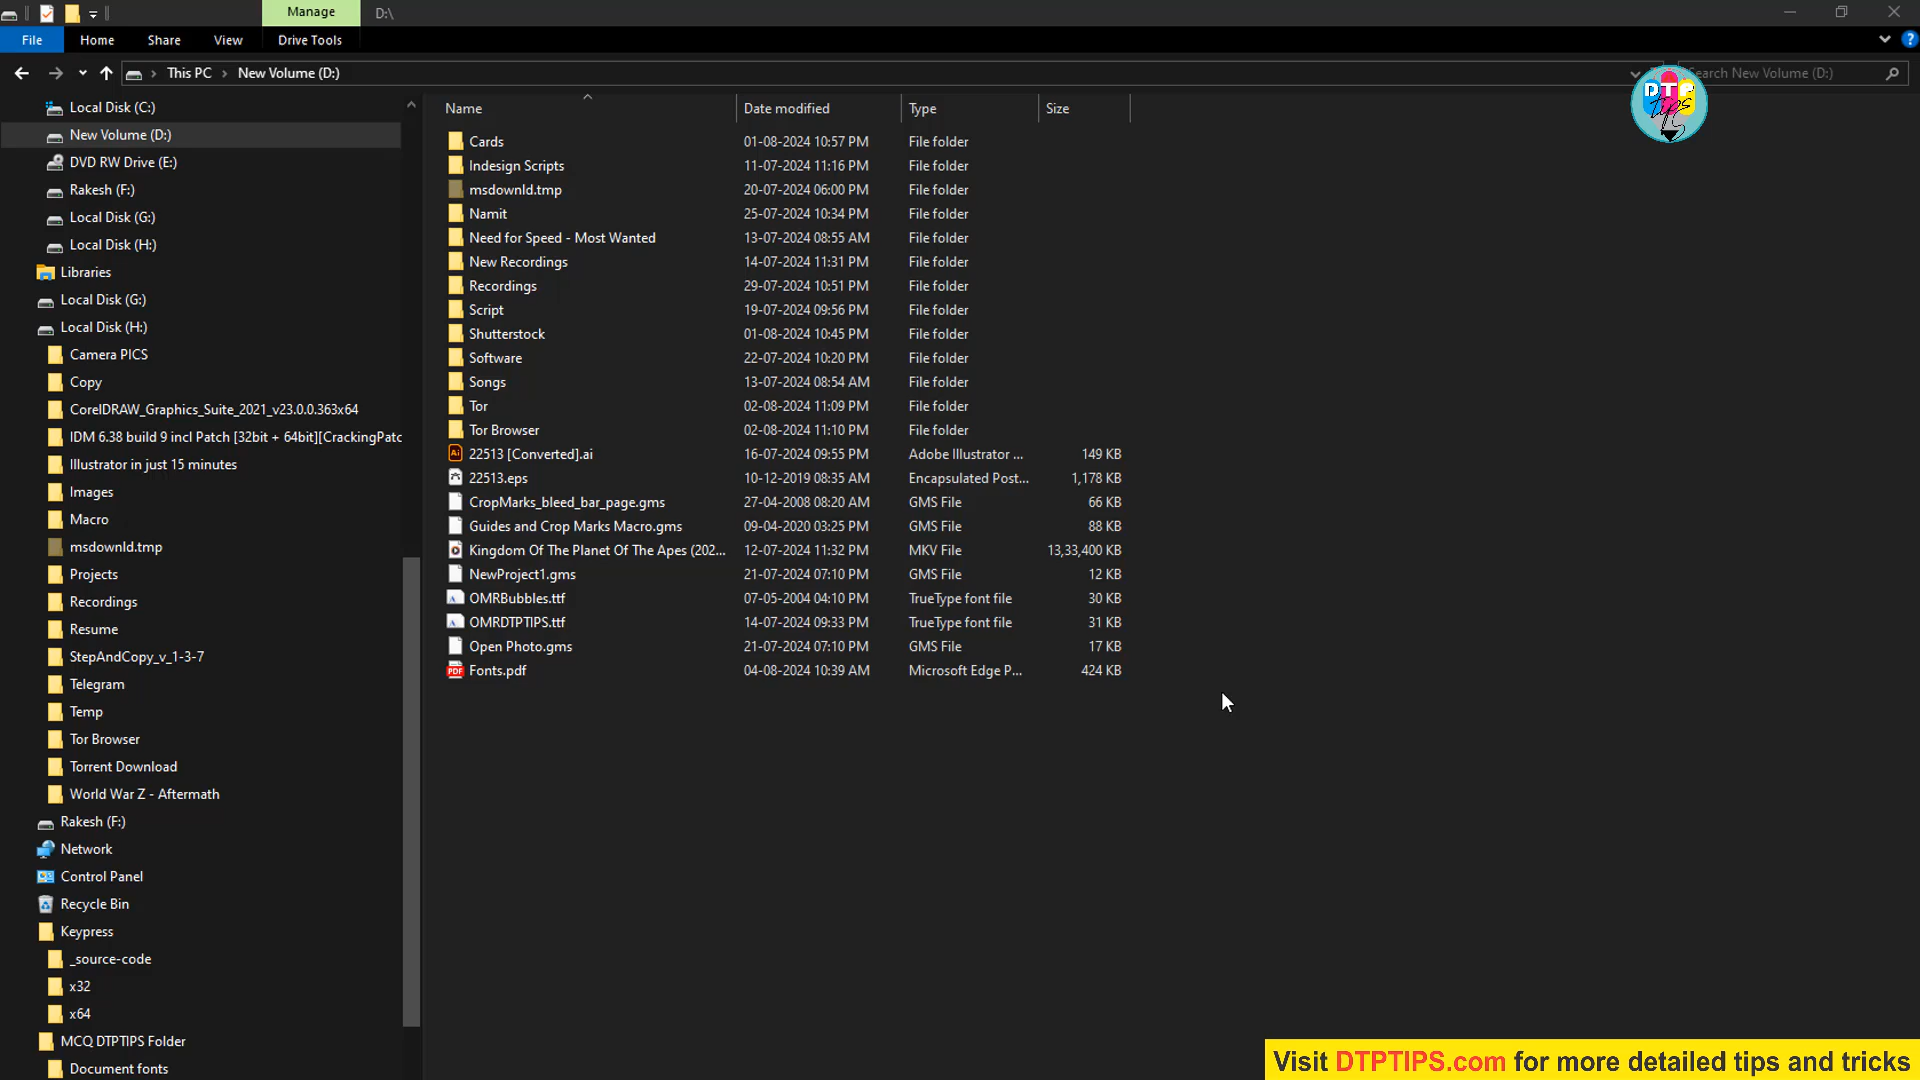 Manage D:\
File Home Share View Drive Tools
This PC New Volume (D:) Search New Volume (D:)
DTP
tips
Local Disk (C:)
New Volume (D:)
DVD RW Drive (E:)
Rakesh (F:)
Local Disk (G:)
Local Disk (H:)
Libraries
Local Disk (G:)
Local Disk (H:)
Camera PICS
Copy
CorelDRAW_Graphics_Suite_2021_v23.0.0.363x64
IDM 6.38 build 9 incl Patch [32bit + 64bit][CrackingPatc
Illustrator in just 15 minutes
Images
Macro
msdownld.tmp
Projects
Recordings
Resume
StepAndCopy_v_1-3-7
Telegram
Temp
Tor Browser
Torrent Download
World War Z - Aftermath
Rakesh (F:)
Network
Control Panel
Recycle Bin
Keypress
_source-code
x32
x64
MCQ DTPTIPS Folder
Document fonts
Name Date modified Type Size
Cards 01-08-2024 10:57 PM File folder
Indesign Scripts 11-07-2024 11:16 PM File folder
msdownld.tmp 20-07-2024 06:00 PM File folder
Namit 25-07-2024 10:34 PM File folder
Need for Speed - Most Wanted 13-07-2024 08:55 AM File folder
New Recordings 14-07-2024 11:31 PM File folder
Recordings 29-07-2024 10:51 PM File folder
Script 19-07-2024 09:56 PM File folder
Shutterstock 01-08-2024 10:45 PM File folder
Software 22-07-2024 10:20 PM File folder
Songs 13-07-2024 08:54 AM File folder
Tor 02-08-2024 11:09 PM File folder
Tor Browser 02-08-2024 11:10 PM File folder
22513 [Converted].ai 16-07-2024 09:55 PM Adobe Illustrator ... 149 KB
22513.eps 10-12-2019 08:35 AM Encapsulated Post... 1,178 KB
CropMarks_bleed_bar_page.gms 27-04-2008 08:20 AM GMS File 66 KB
Guides and Crop Marks Macro.gms 09-04-2020 03:25 PM GMS File 88 KB
Kingdom Of The Planet Of The Apes (202... 12-07-2024 11:32 PM MKV File 13,33,400 KB
NewProject1.gms 21-07-2024 07:10 PM GMS File 12 KB
OMRBubbles.ttf 07-05-2004 04:10 PM TrueType font file 30 KB
OMRDTPTIPS.ttf 14-07-2024 09:33 PM TrueType font file 31 KB
Open Photo.gms 21-07-2024 07:10 PM GMS File 17 KB
Fonts.pdf 04-08-2024 10:39 AM Microsoft Edge P... 424 KB
Visit DTPTIPS.com for more detailed tips and tricks